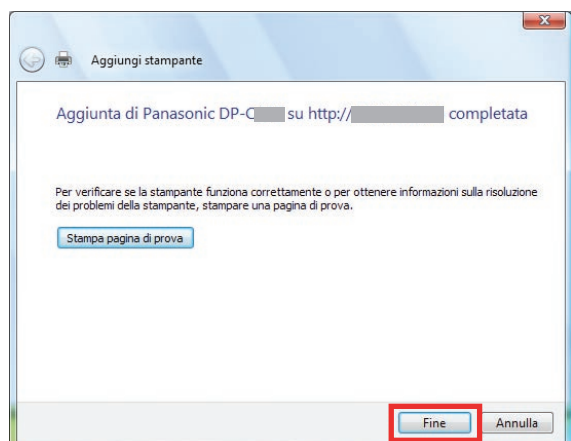 Aggiungi stampante
Aggiunta di Panasonic DP-C su http:// completata
Per verificare se la stampante funziona correttamente o per ottenere informazioni sulla risoluzione
dei problemi della stampante, stampare una pagina di prova.
Stampa pagina di prova
Fine Annulla